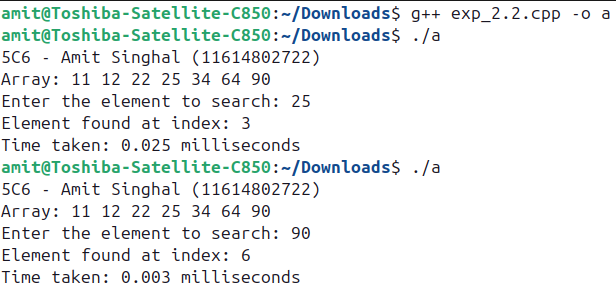 amit@Toshiba-Satellite-C850:~/Downloads$ g++ exp_2.2.cpp -o a
amit@Toshiba-Satellite-C850:~/Downloads$ ./a
5C6 - Amit Singhal (11614802722)
Array: 11 12 22 25 34 64 90
Enter the element to search: 25
Element found at index: 3
Time taken: 0.025 milliseconds
amit@Toshiba-Satellite-C850:~/Downloads$ ./a
5C6 - Amit Singhal (11614802722)
Array: 11 12 22 25 34 64 90
Enter the element to search: 90
Element found at index: 6
Time taken: 0.003 milliseconds